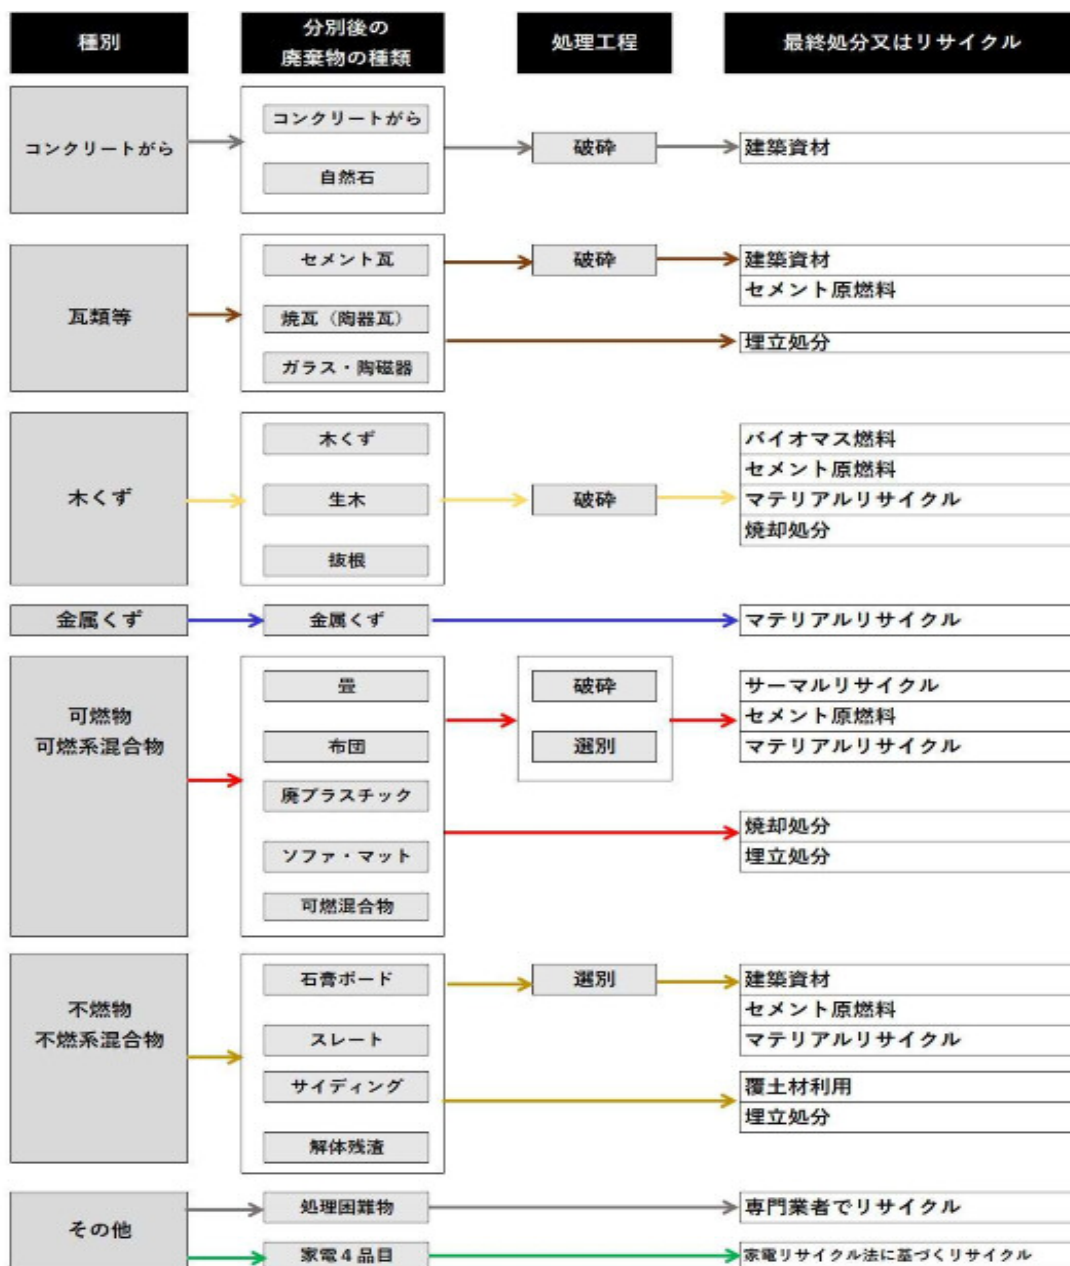 種別
分別後の
廃棄物の種類
処理工程
最終処分又はリサイクル
コンクリートがら
コンクリートがら
自然石
破砕
建築資材
瓦類等
セメント瓦
焼瓦（陶器瓦）
ガラス・陶磁器
破砕
建築資材
セメント原燃料
埋立処分
木くず
木くず
生木
抜根
破砕
バイオマス燃料
セメント原燃料
マテリアルリサイクル
焼却処分
金属くず
金属くず
マテリアルリサイクル
可燃物
可燃系混合物
畳
布団
廃プラスチック
ソファ・マット
可燃混合物
破砕
選別
サーマルリサイクル
セメント原燃料
マテリアルリサイクル
焼却処分
埋立処分
不燃物
不燃系混合物
石膏ボード
スレート
サイディング
解体残渣
選別
建築資材
セメント原燃料
マテリアルリサイクル
覆土材利用
埋立処分
その他
処理困難物
専門業者でリサイクル
家電４品目
家電リサイクル法に基づくリサイクル